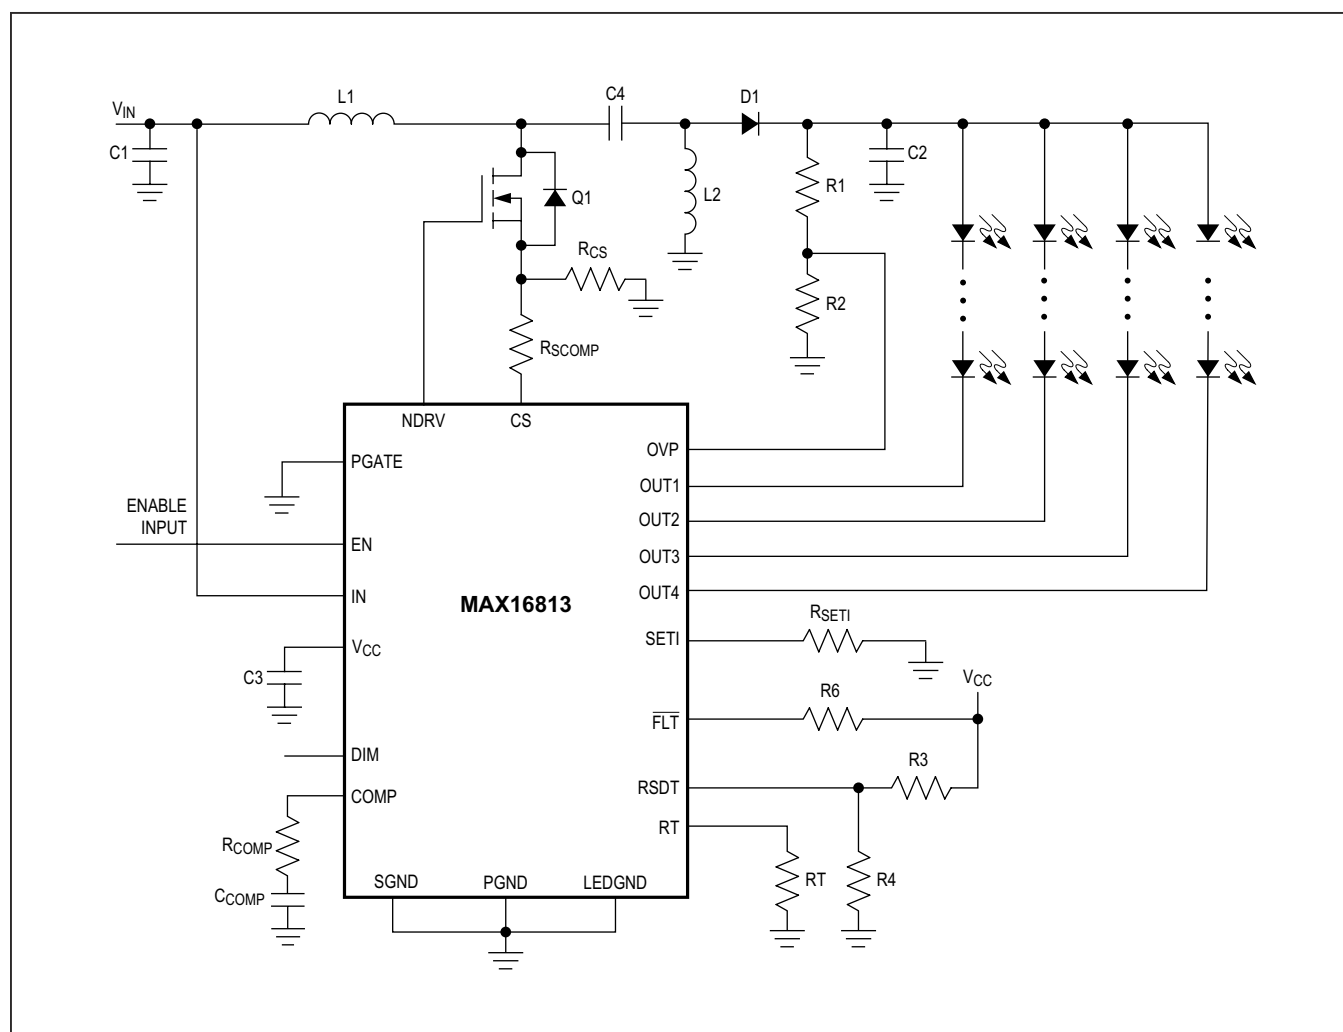 L1
C4
D1
VIN
C1
C2
R1
Q1
L2
RCS
R2
RSCOMP
NDRV
CS
OVP
PGATE
OUT1
ENABLE
INPUT
OUT2
EN
OUT3
IN
OUT4
MAX16813
RSETI
SETI
VCC
C3
VCC
R6
FLT
DIM
R3
COMP
RSDT
RT
RCOMP
SGND
PGND
LEDGND
RT
R4
CCOMP